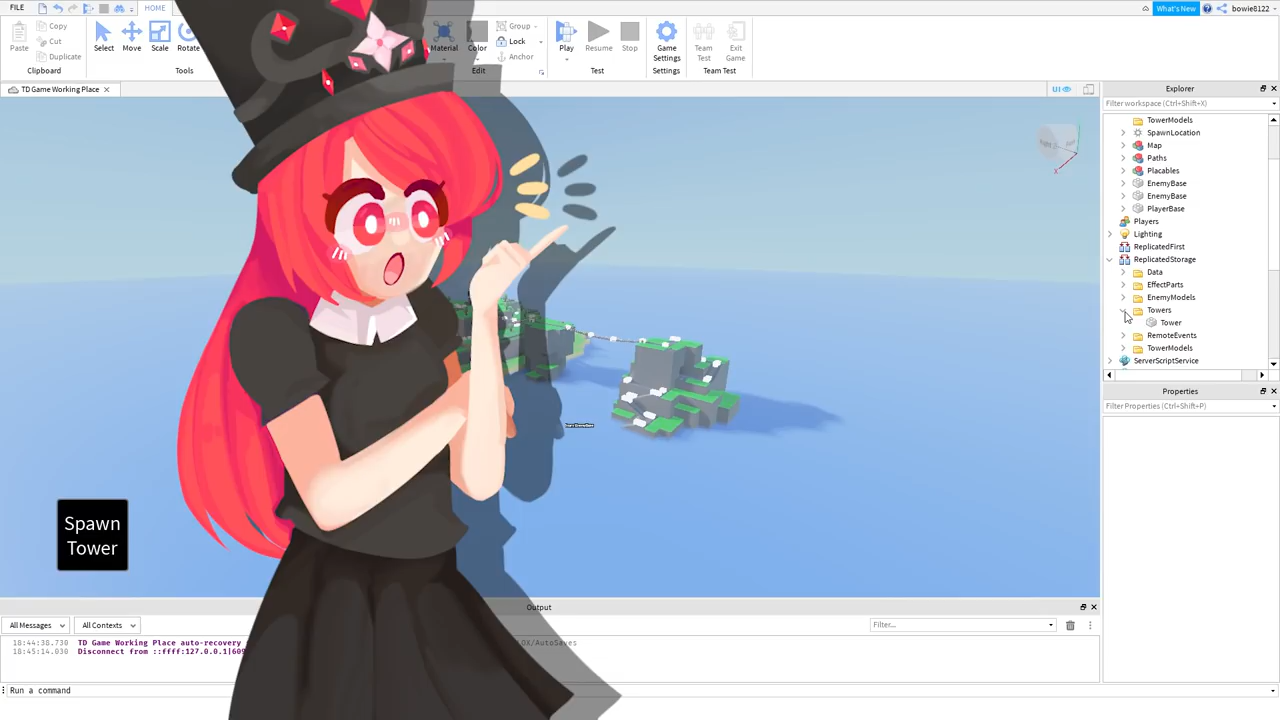 FILE
HOME
What's New
bowie8122
Paste
Copy
Cut
Duplicate
Clipboard
Select
Move
Scale
Rotate
Tools
Material
Color
Group
Lock
Anchor
Edit
Play
Resume
Stop
Test
Game
Settings
Settings
Team
Test
Exit
Game
Team Test
TD Game Working Place
UI
Explorer
Filter workspace (Ctrl+Shift+X)
TowerModels
SpawnLocation
Map
Paths
Placables
EnemyBase
EnemyBase
PlayerBase
Players
Lighting
ReplicatedFirst
ReplicatedStorage
Data
EffectParts
EnemyModels
Towers
Tower
RemoteEvents
TowerModels
ServerScriptService
Properties
Filter Properties (Ctrl+Shift+P)
Spawn
Tower
Output
All Messages
All Contexts
Filter...
18:44:38.730 TD Game Working Place auto-recovery OX/AutoSaves
18:45:14.030 Disconnect from ::ffff:127.0.0.1|609
Run a command